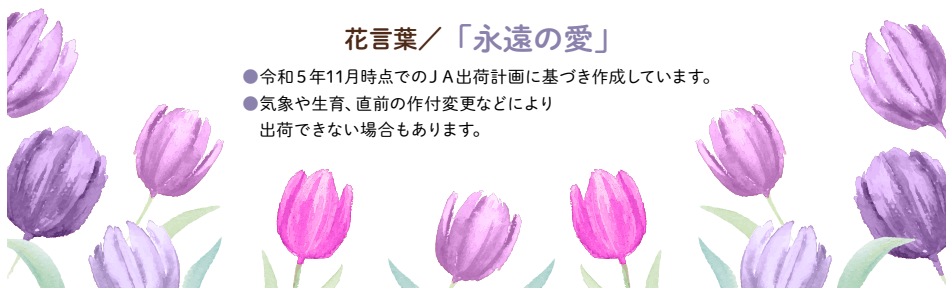 花言葉／「永遠の愛」
●令和５年11月時点でのＪＡ出荷計画に基づき作成しています。
●気象や生育、直前の作付変更などにより
出荷できない場合もあります。